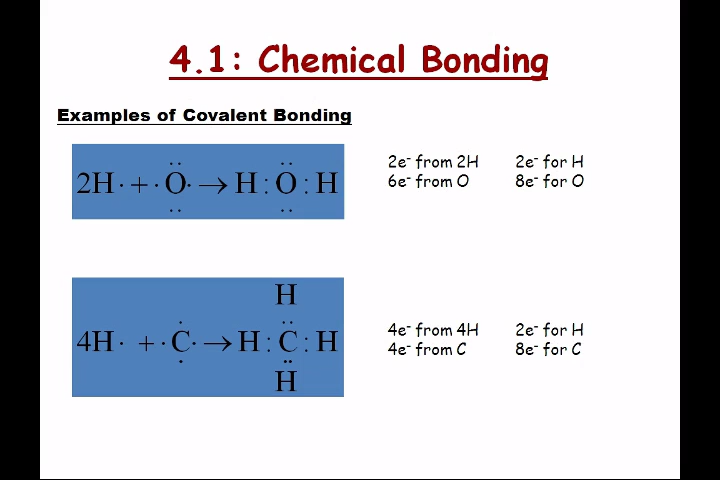 4.1: Chemical Bonding
Examples of Covalent Bonding
2H· + ·Ö̤· → H : Ö̤ : H
2e⁻ from 2H 2e⁻ for H
6e⁻ from O 8e⁻ for O
H
4H· + ·Ċ̣· → H : C̤̈ : H
H
4e⁻ from 4H 2e⁻ for H
4e⁻ from C 8e⁻ for C